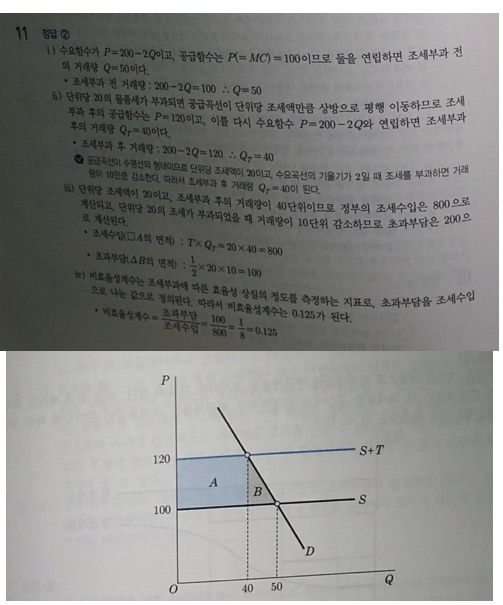 11 정답 ②
ⅰ) 수요함수가 P=200-2Q이고, 공급함수는 P(=MC)=100이므로 둘을 연립하면 조세부과 전
의 거래량 Q=50이다.
• 조세부과 전 거래량 : 200-2Q=100 ∴ Q=50
ⅱ) 단위당 20의 물품세가 부과되면 공급곡선이 단위당 조세액만큼 상방으로 평행 이동하므로 조세
부과 후의 공급함수는 P=120이고, 이를 다시 수요함수 P=200-2Q와 연립하면 조세부과
후의 거래량 Q_T=40이다.
• 조세부과 후 거래량 : 200-2Q=120 ∴ Q_T=40
공급곡선이 수평선의 형태이므로 단위당 조세액이 20이고, 수요곡선의 기울기가 2일 때 조세를 부과하면 거래
량이 10만큼 감소한다. 따라서 조세부과 후 거래량 Q_T=40이 된다.
ⅲ) 단위당 조세액이 20이고, 조세부과 후의 거래량이 40단위이므로 정부의 조세수입은 800으로
계산되고, 단위당 20의 조세가 부과되었을 때 거래량이 10단위 감소하므로 초과부담은 200으
로 계산된다.
• 조세수입(□A의 면적) : T×Q_T=20×40=800
• 초과부담(△B의 면적) : 1/2×20×10=100
ⅳ) 비효율성계수는 조세부과에 따른 효율성 상실의 정도를 측정하는 지표로, 초과부담을 조세수입
으로 나눈 값으로 정의된다. 따라서 비효율성계수는 0.125가 된다.
• 비효율성계수=초과부담/조세수입=100/800=1/8=0.125
P
120
S+T
A
B
100
S
D
O
40 50
Q